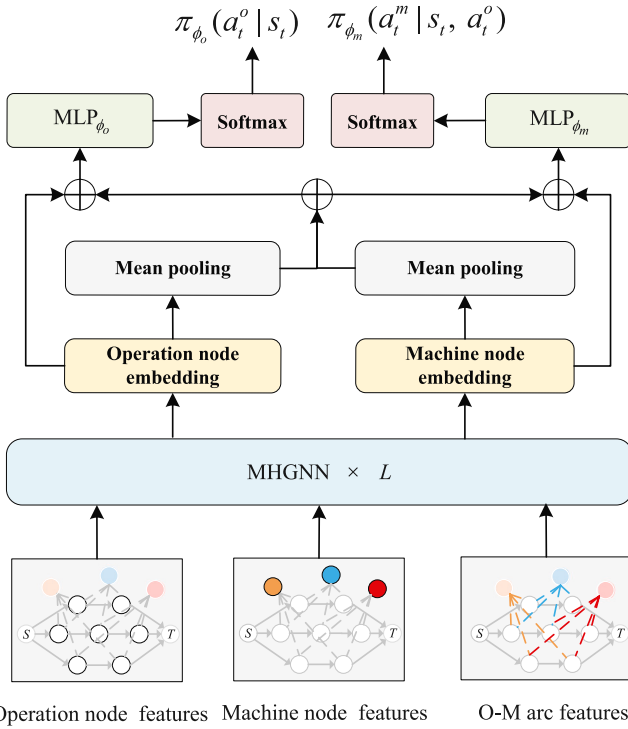 π_{ϕ_o}(a_t^o | s_t) π_{ϕ_m}(a_t^m | s_t, a_t^o)
MLP_{ϕ_o} Softmax Softmax MLP_{ϕ_m}
Mean pooling Mean pooling
Operation node
embedding
Machine node
embedding
MHGNN × L
S T S T S T
Operation node features Machine node features O-M arc features